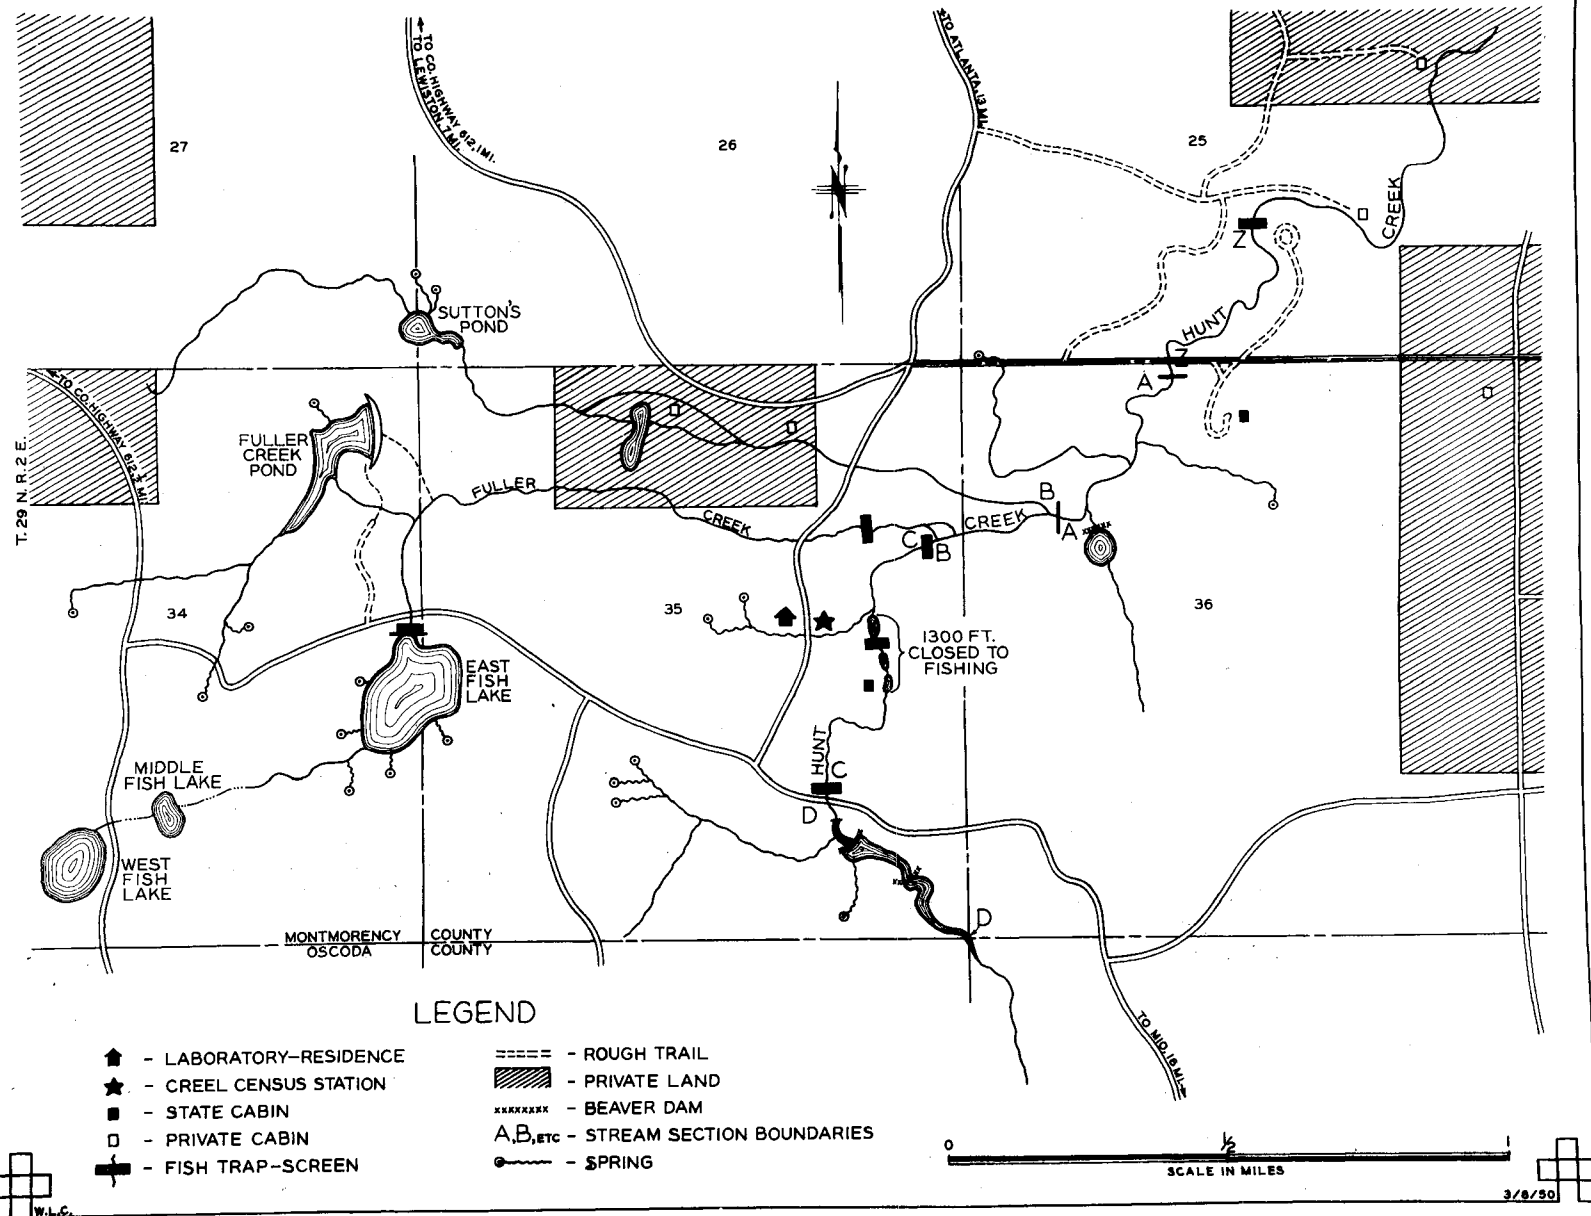 TO CO. HIGHWAY 612, 1 MI.
TO LEWISTON, 7 MI.
TO ATLANTA, 13 MI.
27
26
25
CREEK
Z
SUTTON'S
POND
HUNT
Z
A
TO CO. HIGHWAY 612, 2 1/2 MI.
T. 29 N. R. 2 E.
FULLER
CREEK
POND
FULLER
CREEK
B
CREEK
A
C
B
34
35
36
1300 FT.
CLOSED TO
FISHING
EAST
FISH
LAKE
HUNT
C
MIDDLE
FISH LAKE
D
WEST
FISH
LAKE
D
MONTMORENCY COUNTY
OSCODA COUNTY
TO MIO, 18 MI.
LEGEND
- LABORATORY-RESIDENCE
- CREEL CENSUS STATION
- STATE CABIN
- PRIVATE CABIN
- FISH TRAP-SCREEN
- ROUGH TRAIL
- PRIVATE LAND
- BEAVER DAM
A, B, ETC - STREAM SECTION BOUNDARIES
- SPRING
0 1/2 1
SCALE IN MILES
3/8/50
W.L.C.